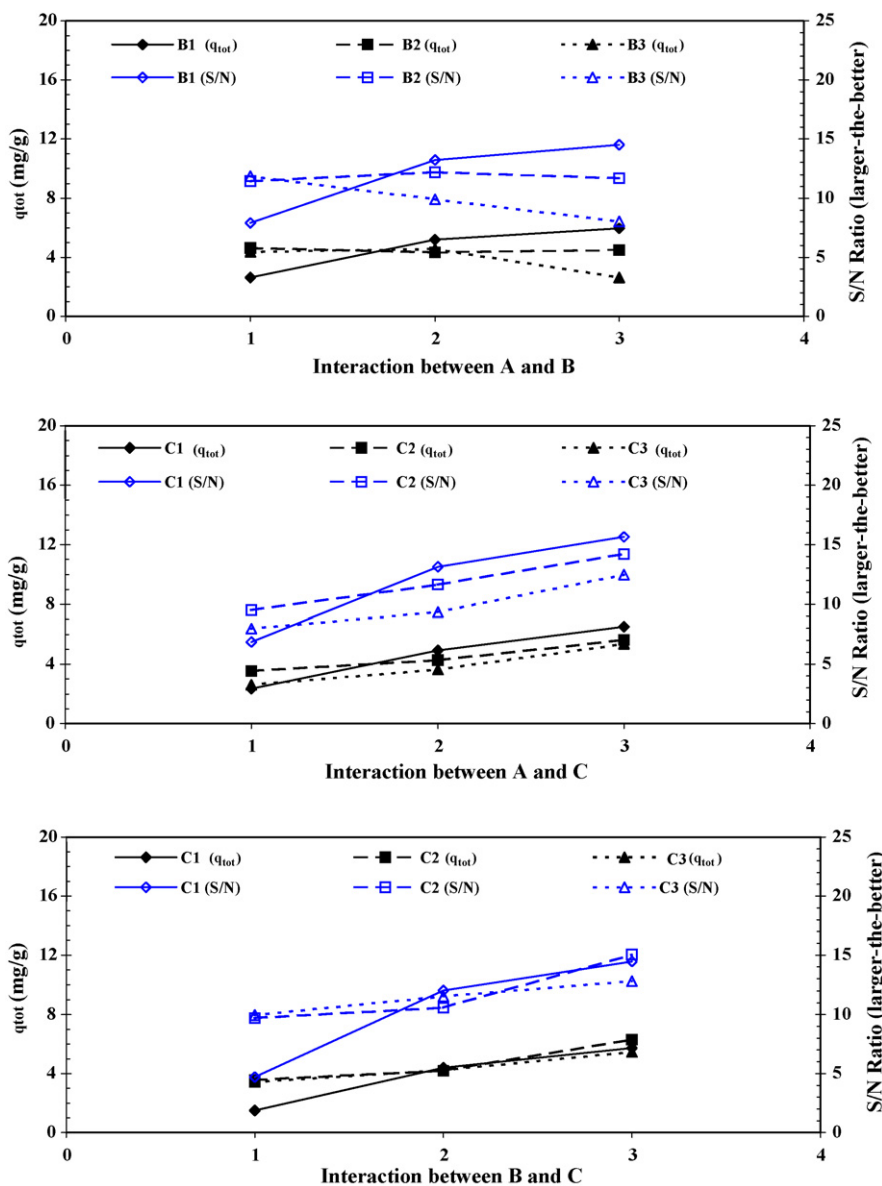 B1 (qtot) B2 (qtot) B3 (qtot)
B1 (S/N) B2 (S/N) B3 (S/N)
20
16
12
8
4
0
qtot (mg/g)
25
20
15
10
5
0
S/N Ratio (larger-the-better)
0 1 2 3 4
Interaction between A and B
C1 (qtot) C2 (qtot) C3 (qtot)
C1 (S/N) C2 (S/N) C3 (S/N)
20
16
12
8
4
0
qtot (mg/g)
25
20
15
10
5
0
S/N Ratio (larger-the-better)
0 1 2 3 4
Interaction between A and C
C1 (qtot) C2 (qtot) C3 (qtot)
C1 (S/N) C2 (S/N) C3 (S/N)
20
16
12
8
4
0
qtot (mg/g)
25
20
15
10
5
0
S/N Ratio (larger-the-better)
0 1 2 3 4
Interaction between B and C